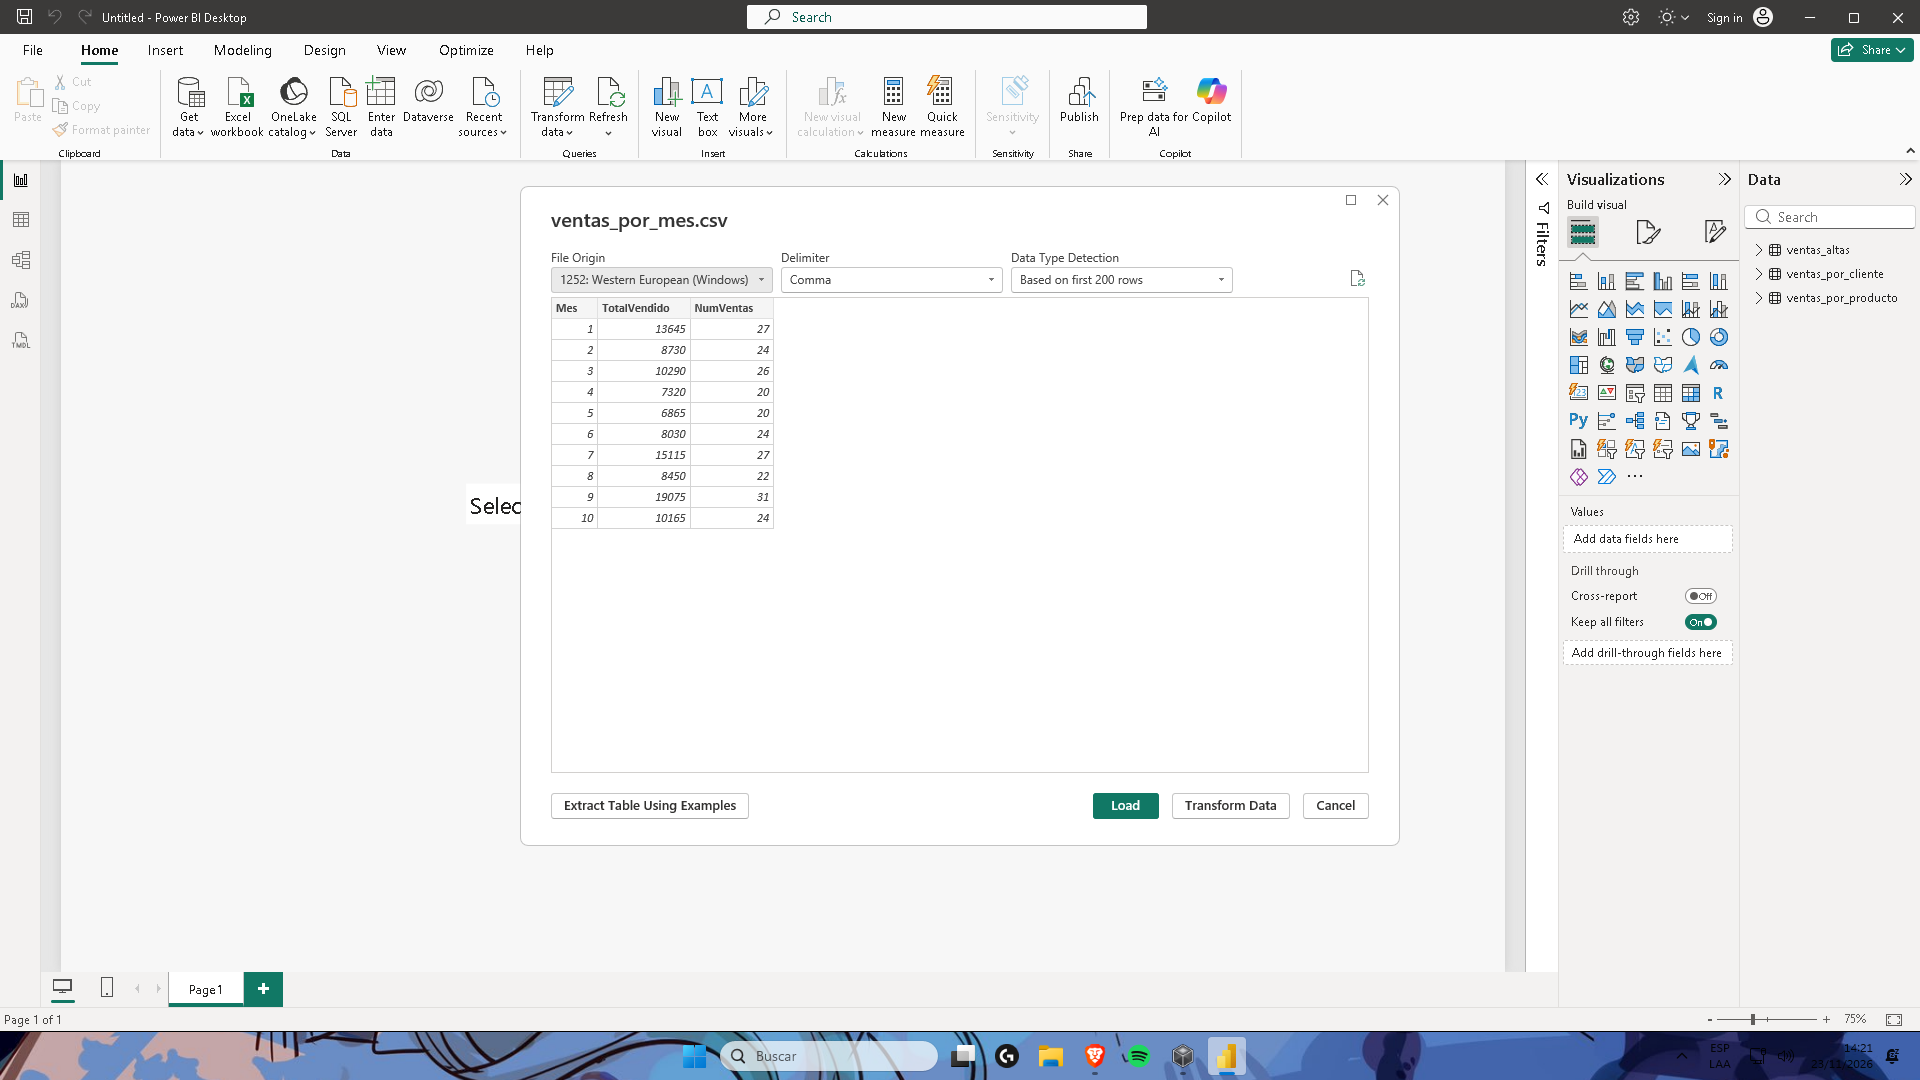 Untitled - Power BI Desktop
Search
Sign in
File Home Insert Modeling Design View Optimize Help
Share
Paste
Cut
Copy
Format painter
Clipboard
Get data
Excel workbook
OneLake catalog
SQL Server
Enter data
Dataverse
Recent sources
Data
Transform data
Refresh
Queries
New visual
Text box
More visuals
Insert
New visual calculation
New measure
Quick measure
Calculations
Sensitivity
Sensitivity
Publish
Share
Prep data for AI
Copilot
Copilot
Selec
ventas_por_mes.csv
File Origin Delimiter Data Type Detection
1252: Western European (Windows) Comma Based on first 200 rows
Mes TotalVendido NumVentas
1 13645 27
2 8730 24
3 10290 26
4 7320 20
5 6865 20
6 8030 24
7 15115 27
8 8450 22
9 19075 31
10 10165 24
Extract Table Using Examples Load Transform Data Cancel
Filters
Visualizations
Build visual
123
R
Py
Values
Add data fields here
Drill through
Cross-report Off
Keep all filters On
Add drill-through fields here
Data
Search
ventas_altas
ventas_por_cliente
ventas_por_producto
DAX
TMDL
Page 1
Page 1 of 1
- + 75%
Buscar
ESP
LAA
14:21
23/11/2026